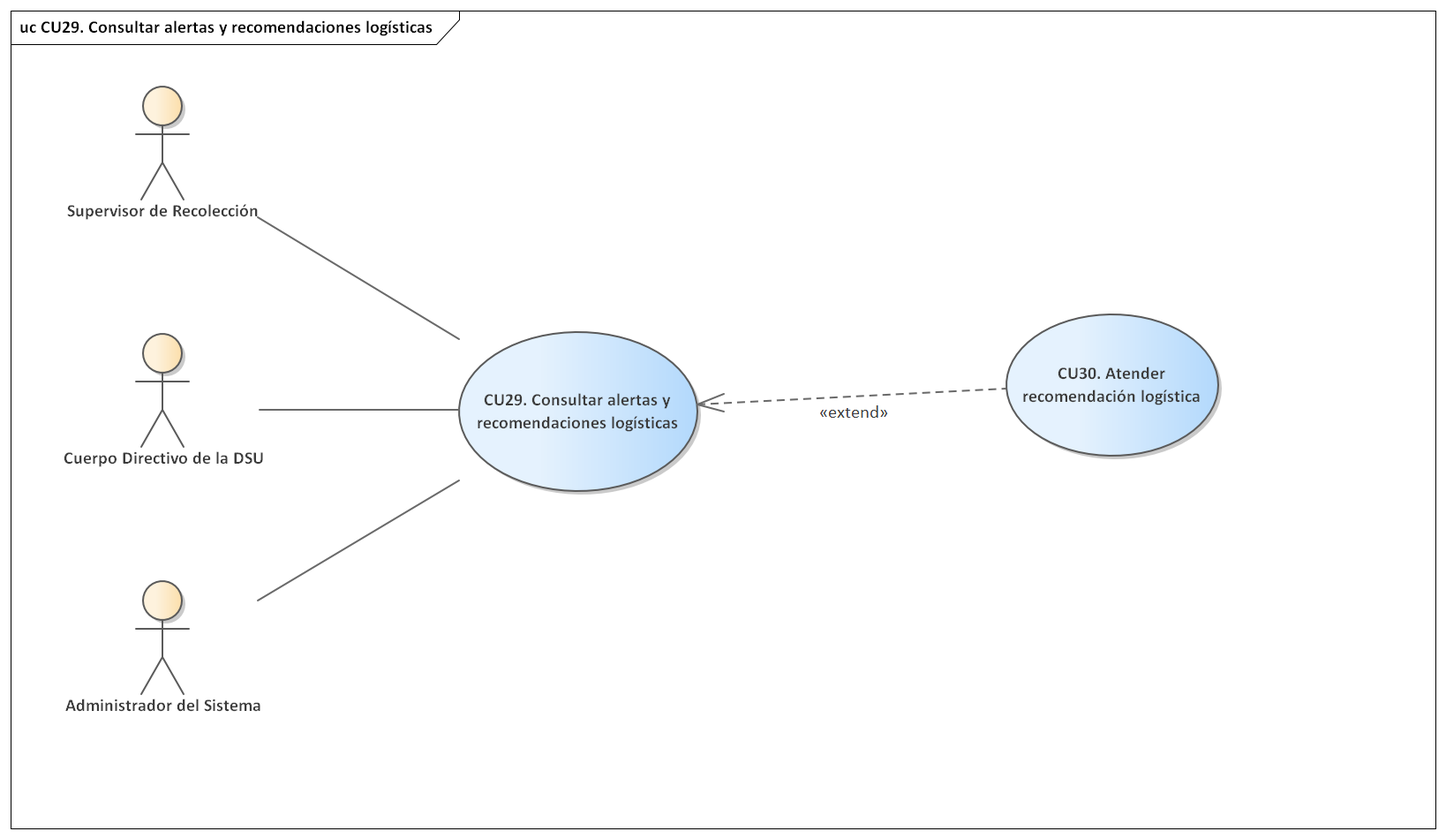 uc CU29. Consultar alertas y recomendaciones logísticas
Supervisor de Recolección
Cuerpo Directivo de la DSU
CU29. Consultar alertas y
recomendaciones logísticas
«extend»
CU30. Atender
recomendación logística
Administrador del Sistema